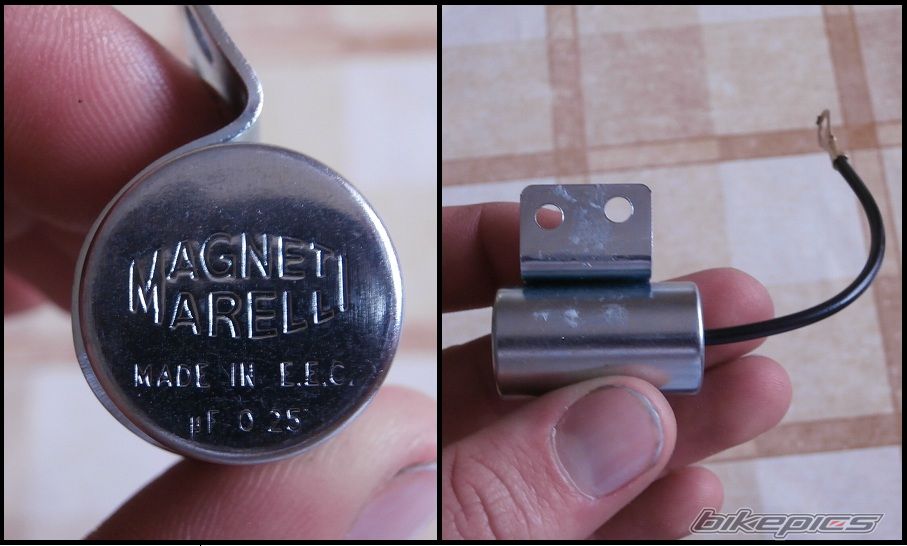 MAGNETI
MARELLI
MADE IN E.E.C.
µF 0.25
bikepics